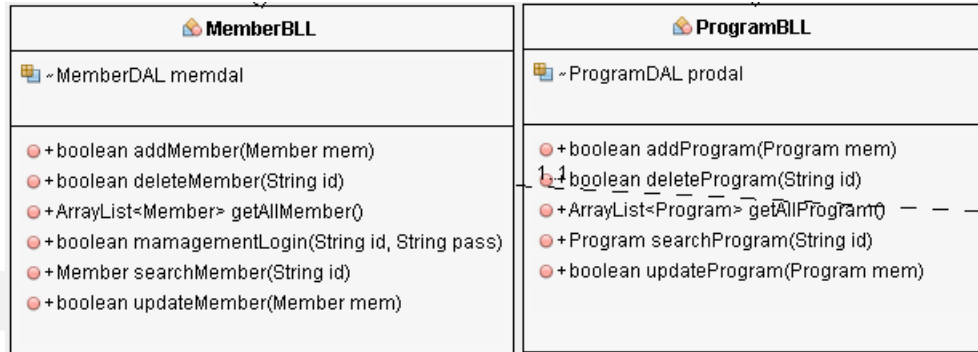 MemberBLL
~MemberDAL memdal
+boolean addMember(Member mem)
+boolean deleteMember(String id)
+ArrayList<Member> getAllMember()
+boolean mamagementLogin(String id, String pass)
+Member searchMember(String id)
+boolean updateMember(Member mem)
ProgramBLL
~ProgramDAL prodal
+boolean addProgram(Program mem)
1..1
+boolean deleteProgram(String id)
+ArrayList<Program> getAllProgram()
+Program searchProgram(String id)
+boolean updateProgram(Program mem)